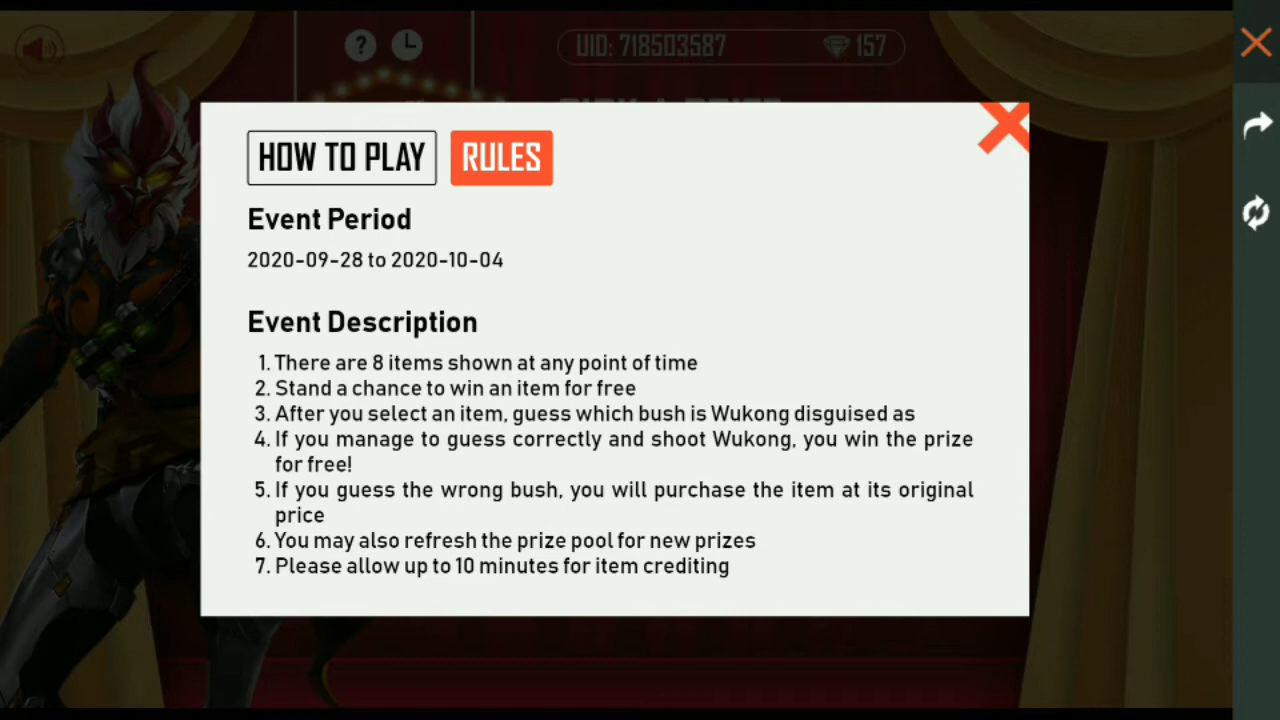 ?
UID: 718503587
157
HOW TO PLAY
RULES
Event Period
2020-09-28 to 2020-10-04
Event Description
1. There are 8 items shown at any point of time
2. Stand a chance to win an item for free
3. After you select an item, guess which bush is Wukong disguised as
4. If you manage to guess correctly and shoot Wukong, you win the prize
for free!
5. If you guess the wrong bush, you will purchase the item at its original
price
6. You may also refresh the prize pool for new prizes
7. Please allow up to 10 minutes for item crediting